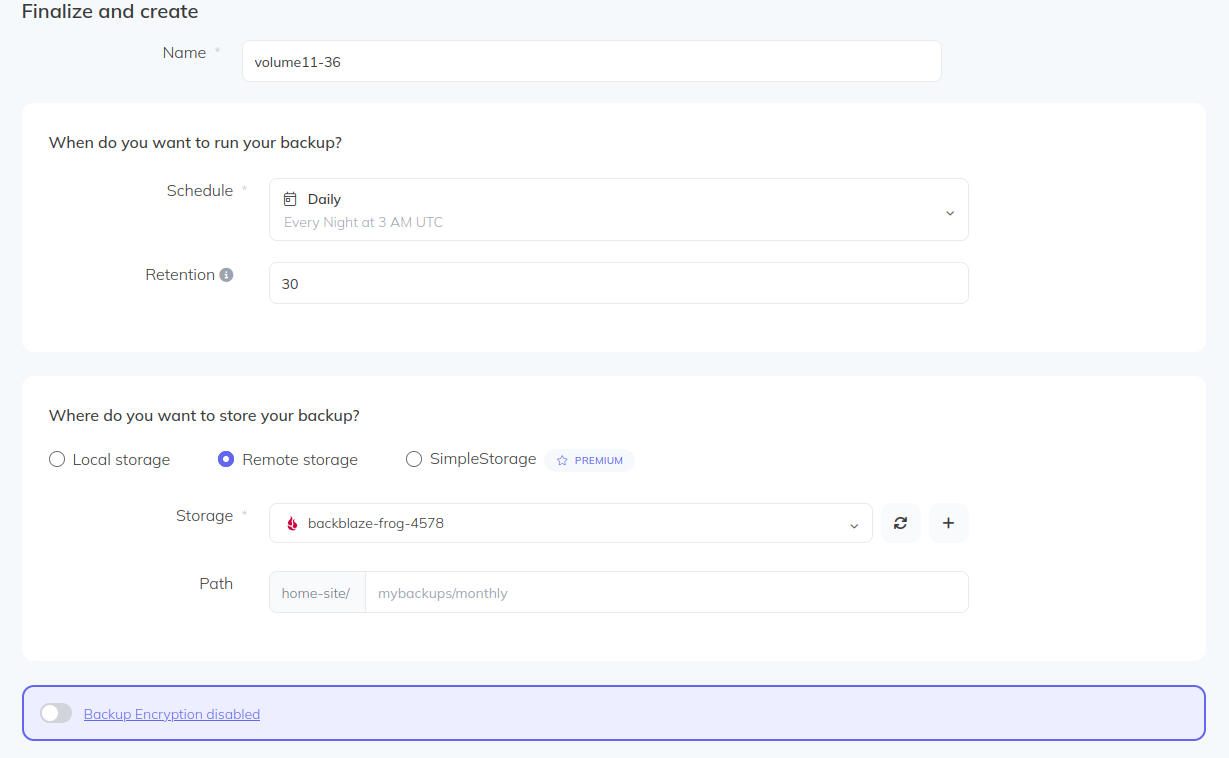 Finalize and create
Name *
volume11-36
When do you want to run your backup?
Schedule *
Daily
Every Night at 3 AM UTC
Retention
30
Where do you want to store your backup?
Local storage
Remote storage
SimpleStorage
PREMIUM
Storage *
backblaze-frog-4578
Path
home-site/
mybackups/monthly
Backup Encryption disabled